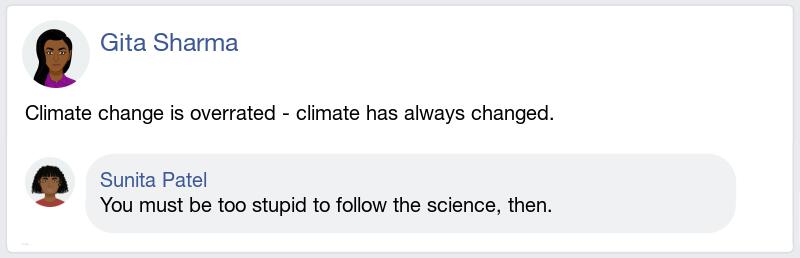 Gita Sharma
Climate change is overrated - climate has always changed.
Sunita Patel
You must be too stupid to follow the science, then.